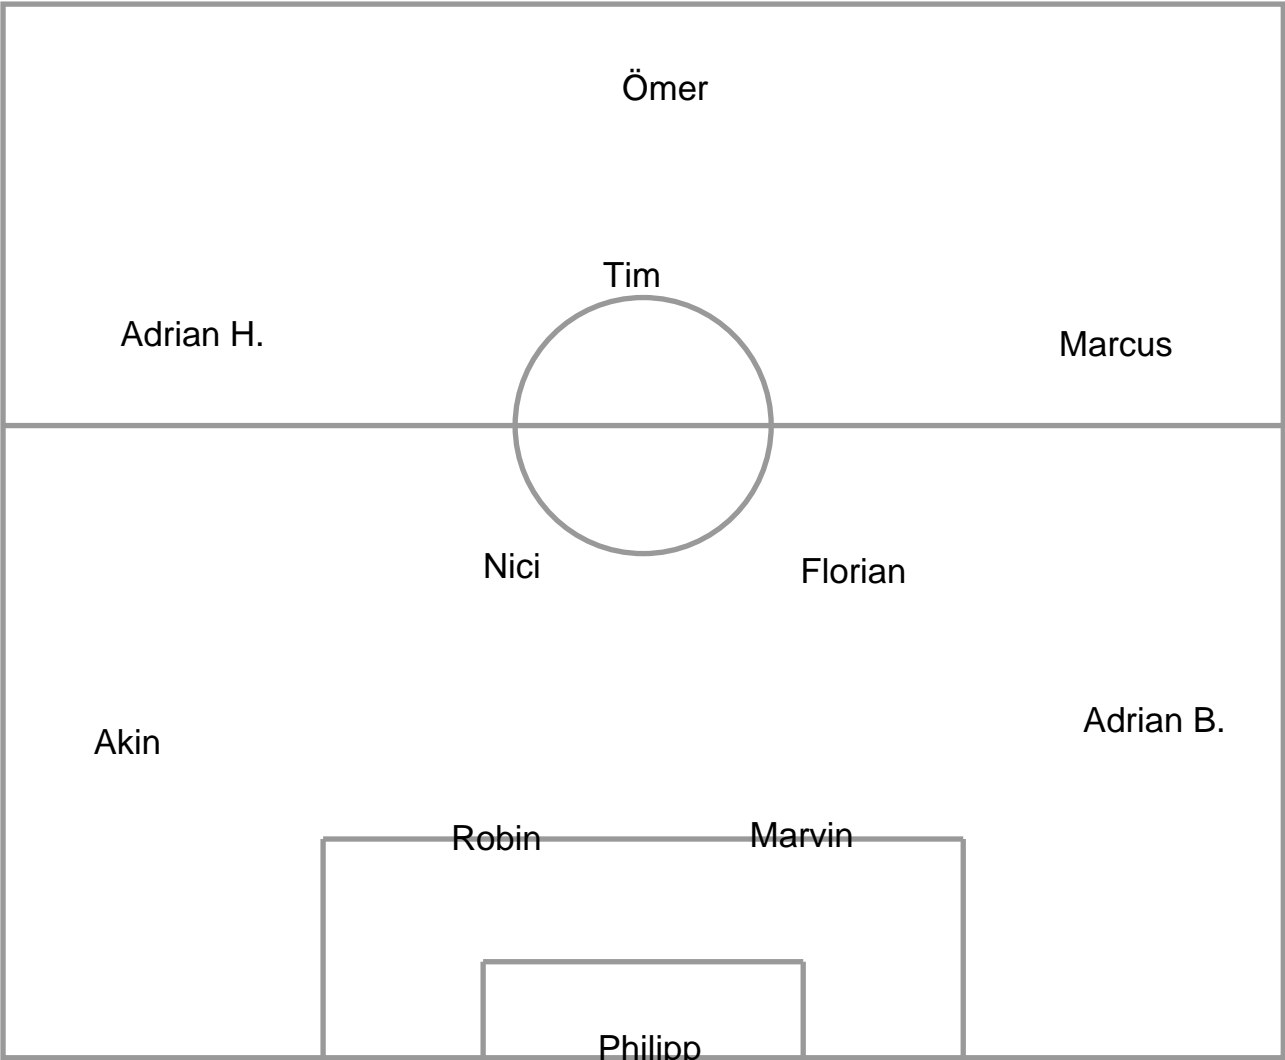 Ömer
Tim
Adrian H.
Marcus
Nici
Florian
Adrian B.
Akin
Robin
Marvin
Philipp